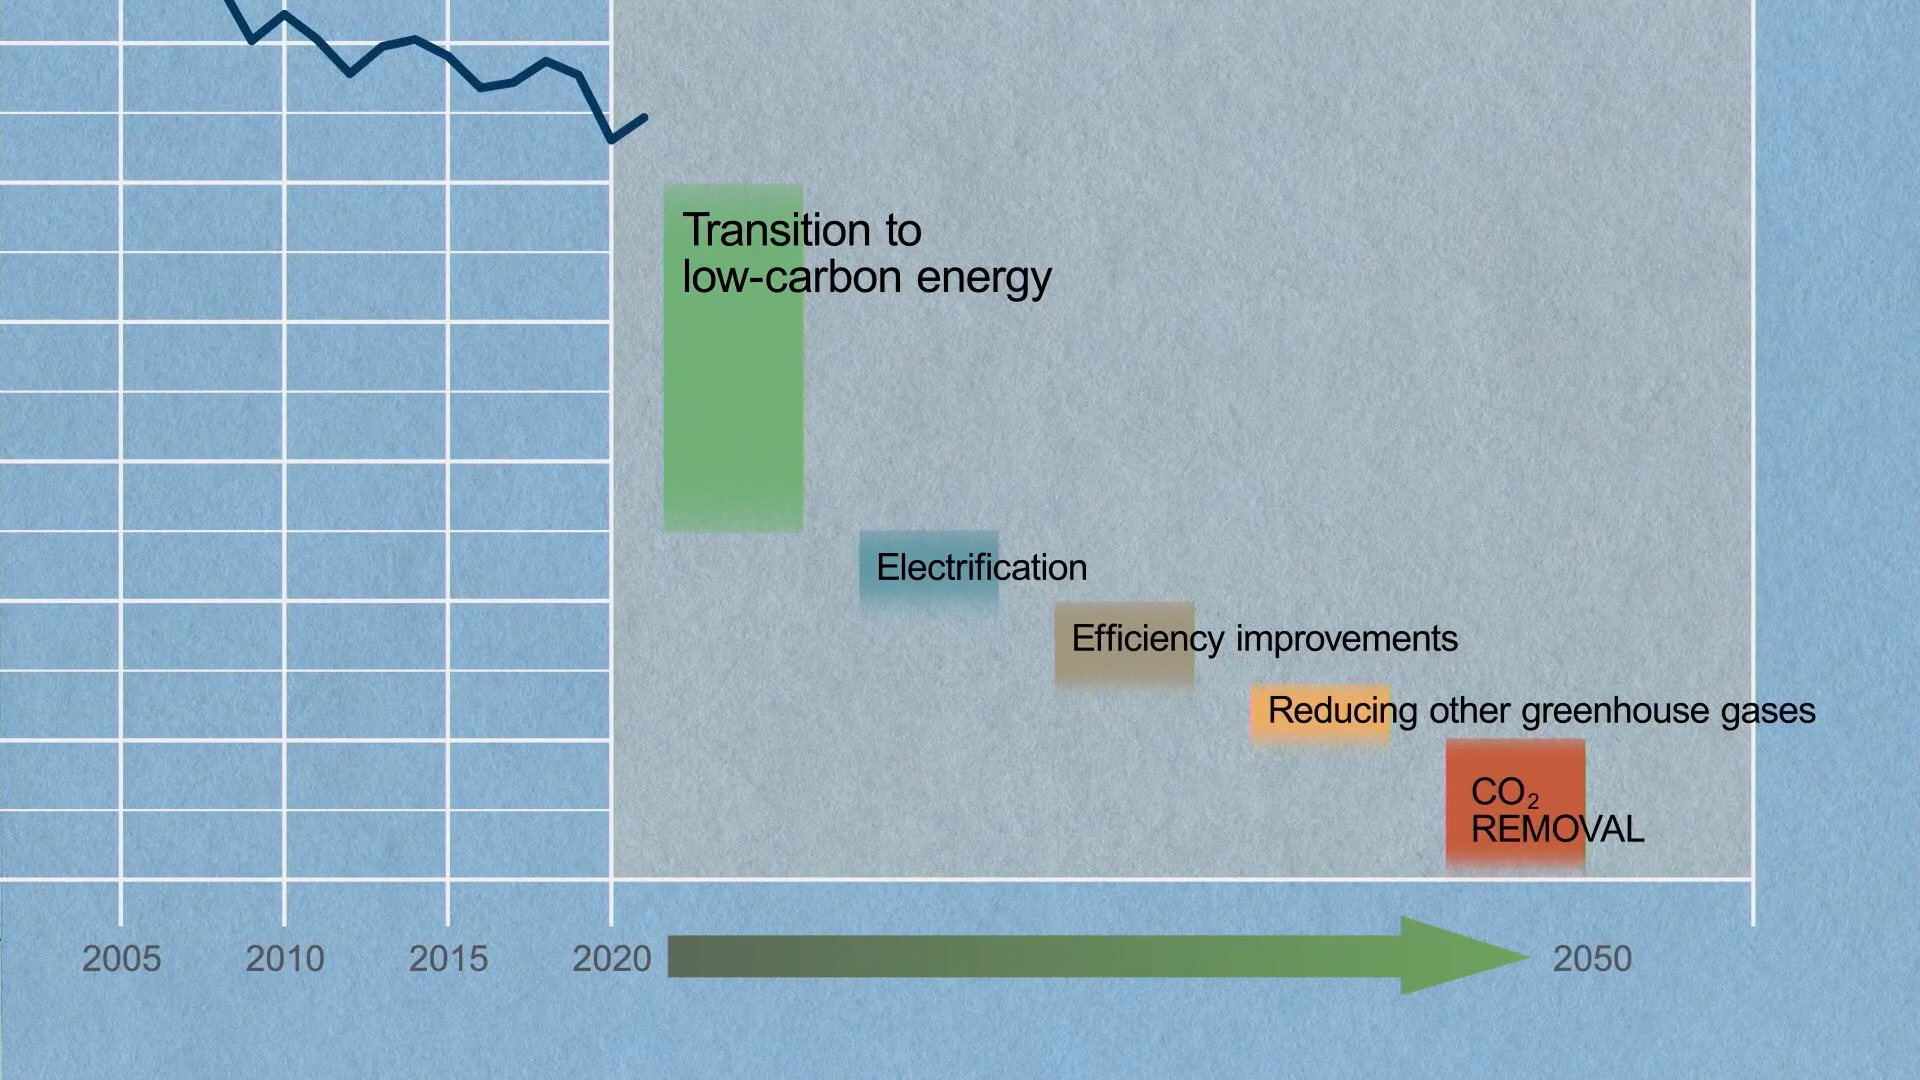 Transition to
low-carbon energy
Electrification
Efficiency improvements
Reducing other greenhouse gases
CO₂
REMOVAL
2005 2010 2015 2020 2050